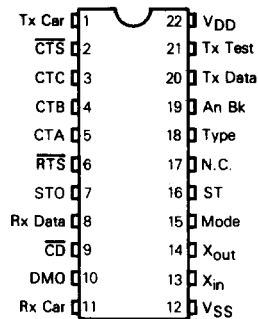 Tx Car 1 22 VDD
CTS 2 21 Tx Test
CTC 3 20 Tx Data
CTB 4 19 An Bk
CTA 5 18 Type
RTS 6 17 N.C.
STO 7 16 ST
Rx Data 8 15 Mode
CD 9 14 Xout
DMO 10 13 Xin
Rx Car 11 12 VSS